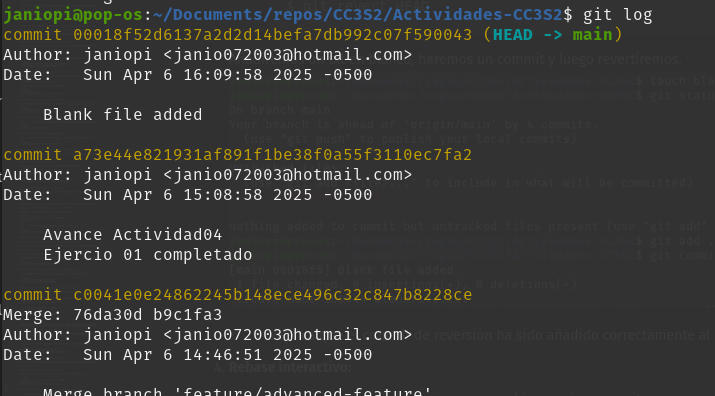 janiopi@pop-os:~/Documents/repos/CC3S2/Actividades-CC3S2$ git log
commit 00018f52d6137a2d2d14befa7db992c07f590043 (HEAD -> main)
Author: janiopi <janio072003@hotmail.com>
Date:   Sun Apr 6 16:09:58 2025 -0500
Blank file added
commit a73e44e821931af891f1be38f0a55f3110ec7fa2
Author: janiopi <janio072003@hotmail.com>
Date:   Sun Apr 6 15:08:58 2025 -0500
Avance Actividad04
Ejercio 01 completado
commit c0041e0e24862245b148ece496c32c847b8228ce
Merge: 76da30d b9c1fa3
Author: janiopi <janio072003@hotmail.com>
Date:   Sun Apr 6 14:46:51 2025 -0500
Merge branch 'feature/advanced-feature'